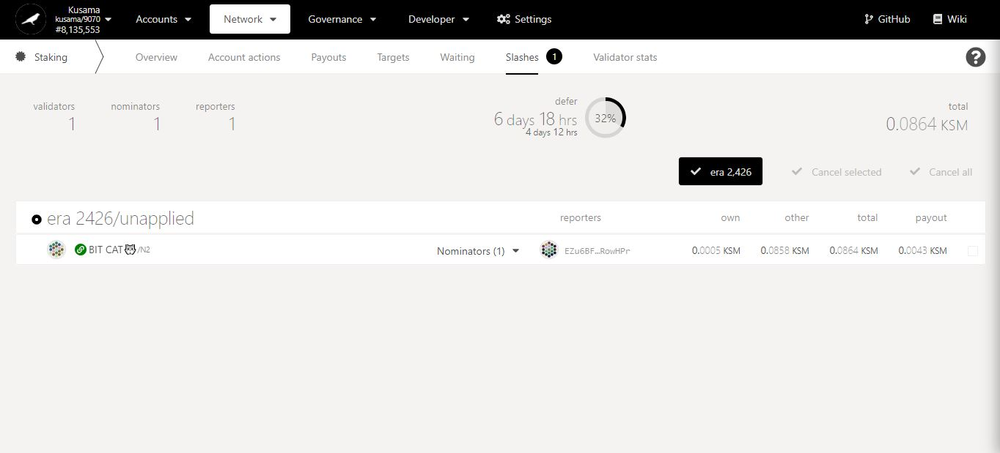 Kusama
kusama/9070
#8,135,553
Accounts
Network
Governance
Developer
Settings
GitHub
Wiki
Staking
Overview
Account actions
Payouts
Targets
Waiting
Slashes 1
Validator stats
?
validators
1
nominators
1
reporters
1
defer
6 days 18 hrs
4 days 12 hrs
32%
total
0.0864 KSM
era 2,426
Cancel selected
Cancel all
era 2426/unapplied reporters own other total payout
BIT CAT🐱/N2 Nominators (1) EZu6BF…RowHPr 0.0005 KSM 0.0858 KSM 0.0864 KSM 0.0043 KSM